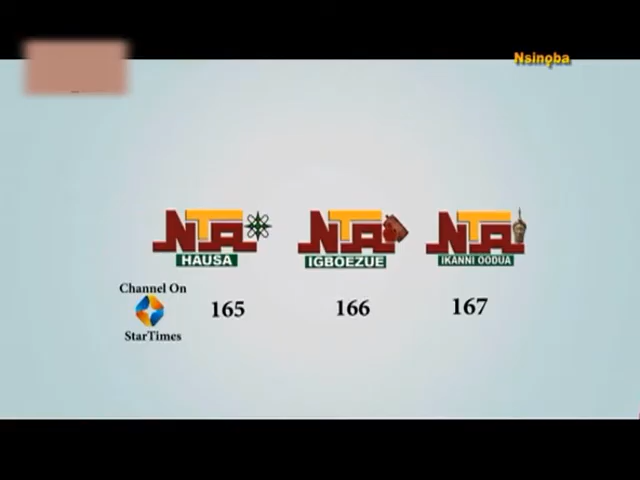 Nsinọba
NTA
HAUSA
NTA
IGBOEZUE
NTA
IKANNI OODUA
Channel On
StarTimes
165
166
167